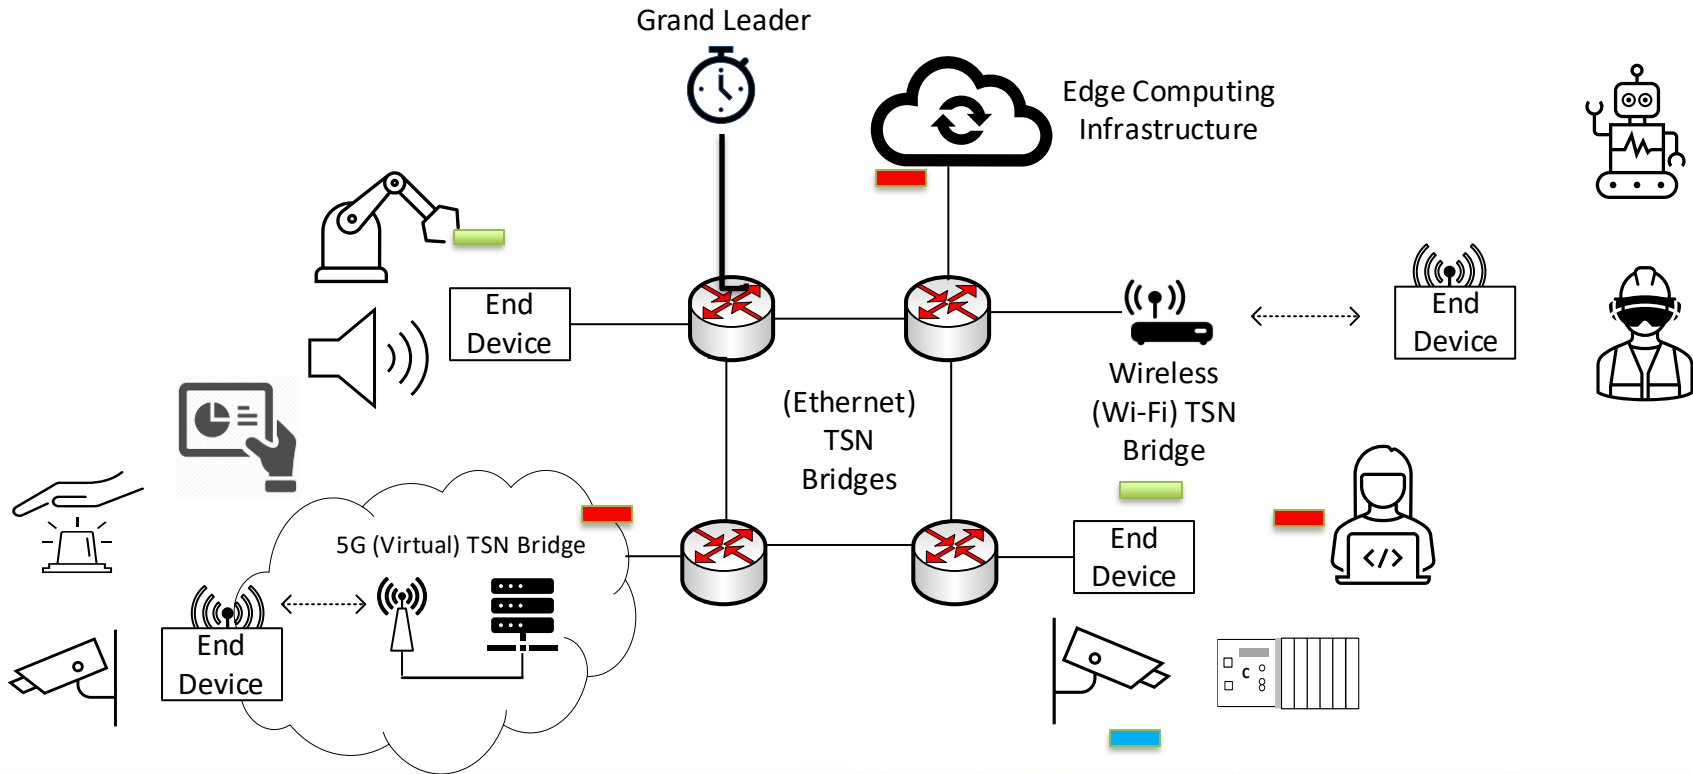 Grand Leader
Edge Computing
Infrastructure
End
Device
End
Device
(Ethernet)
TSN
Bridges
Wireless
(Wi-Fi) TSN
Bridge
5G (Virtual) TSN Bridge
End
Device
</>
End
Device
C